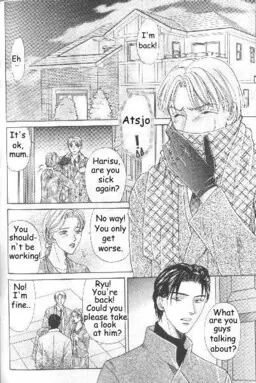 I'm
back!
Eh
Atsjo
!
It's
ok,
mum.
Harisu,
are you
sick
again?
You
should-
n't be
working!
No way!
You only
get
worse.
No!
I'm
fine..
Ryu!
You're
back!
Could you
please take
a look
at him?
What are
you
guys
talking
about?